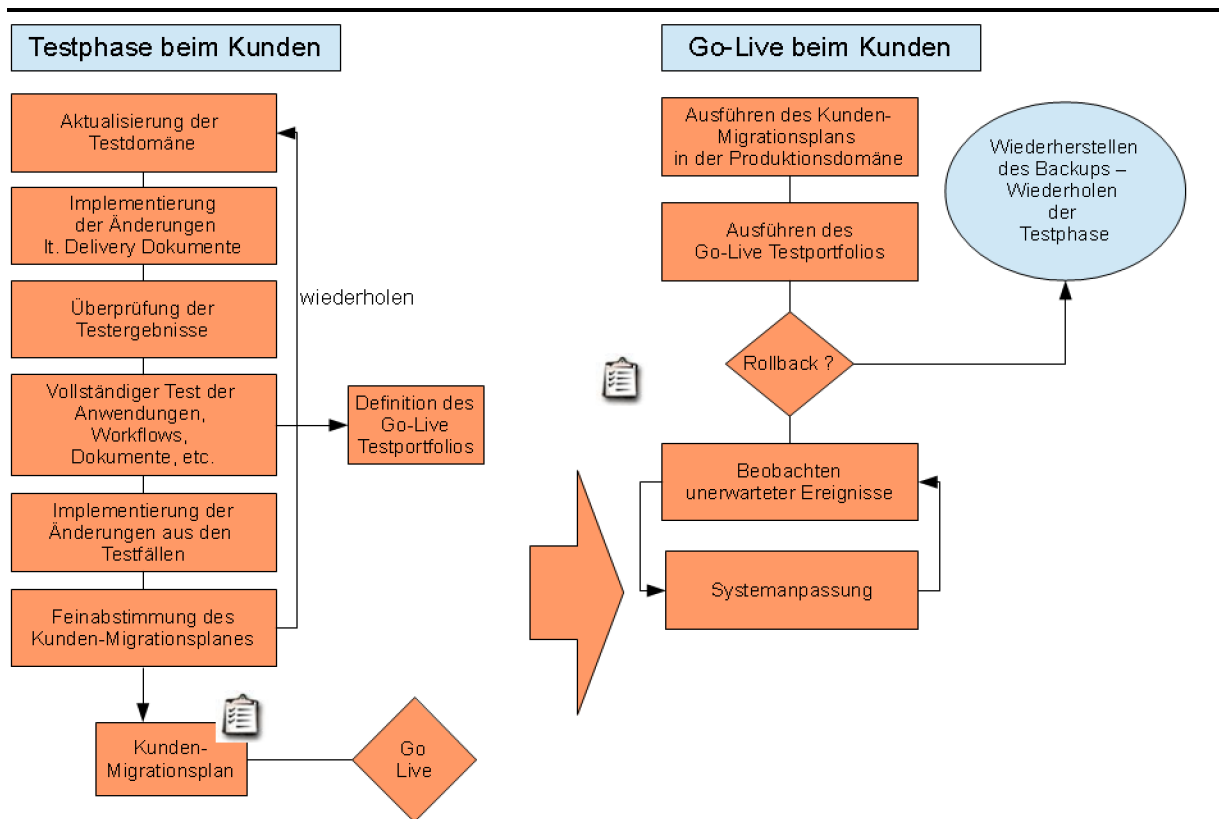 Testphase beim Kunden
Aktualisierung der
Testdomäne
Implementierung
der Änderungen
lt. Delivery Dokumente
Überprüfung der
Testergebnisse
wiederholen
Vollständiger Test der
Anwendungen,
Workflows,
Dokumente, etc.
Definition des
Go-Live
Testportfolios
Implementierung der
Änderungen aus den
Testfällen
Feinabstimmung des
Kunden-Migrationsplanes
Kunden-
Migrationsplan
Go
Live
Go-Live beim Kunden
Ausführen des Kunden-
Migrationsplans
in der Produktionsdomäne
Ausführen des
Go-Live Testportfolios
Rollback ?
Wiederherstellen
des Backups –
Wiederholen
der
Testphase
Beobachten
unerwarteter Ereignisse
Systemanpassung